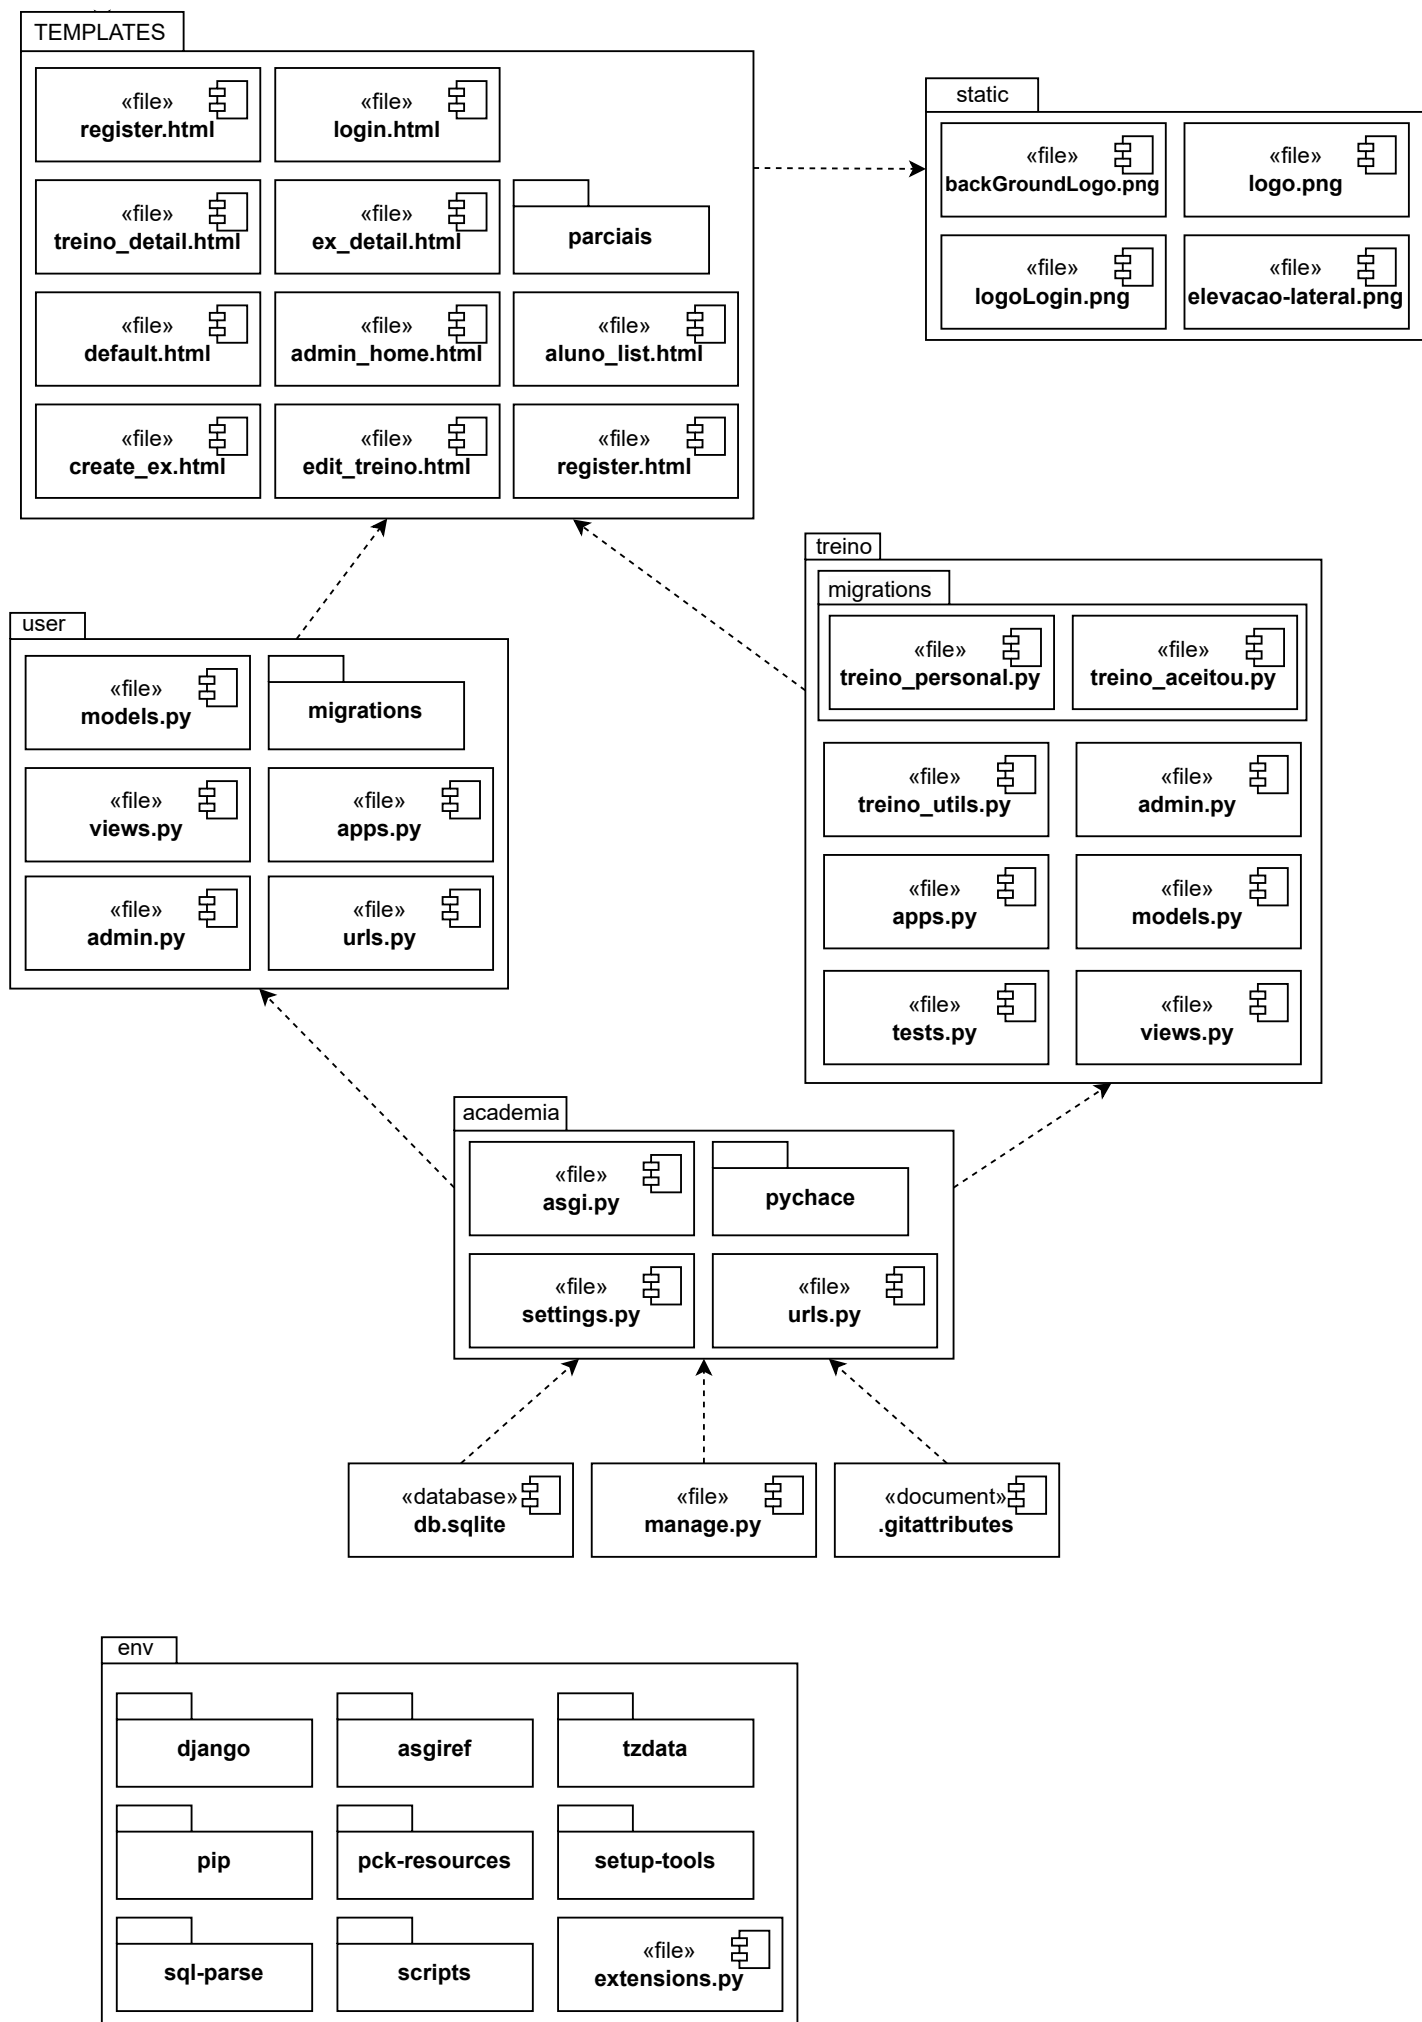 TEMPLATES
«file»
register.html
«file»
login.html
«file»
treino_detail.html
«file»
ex_detail.html
parciais
«file»
default.html
«file»
admin_home.html
«file»
aluno_list.html
«file»
create_ex.html
«file»
edit_treino.html
«file»
register.html
static
«file»
backGroundLogo.png
«file»
logo.png
«file»
logoLogin.png
«file»
elevacao-lateral.png
user
«file»
models.py
migrations
«file»
views.py
«file»
apps.py
«file»
admin.py
«file»
urls.py
treino
migrations
«file»
treino_personal.py
«file»
treino_aceitou.py
«file»
treino_utils.py
«file»
admin.py
«file»
apps.py
«file»
models.py
«file»
tests.py
«file»
views.py
academia
«file»
asgi.py
pychace
«file»
settings.py
«file»
urls.py
«database»
db.sqlite
«file»
manage.py
«document»
.gitattributes
env
django
asgiref
tzdata
pip
pck-resources
setup-tools
sql-parse
scripts
«file»
extensions.py